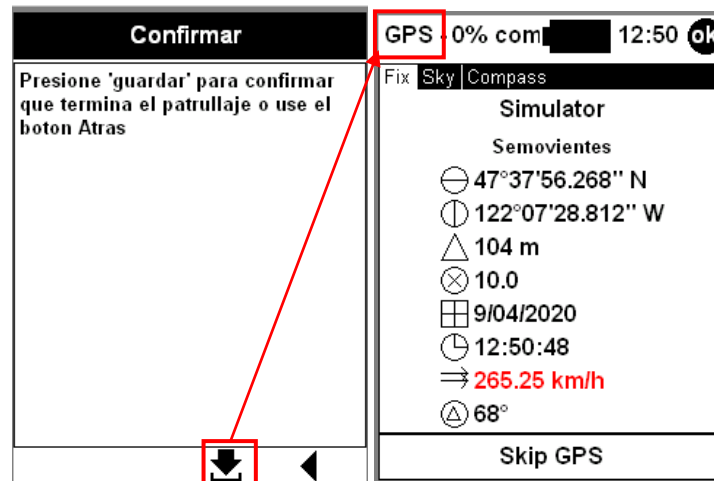 Confirmar
Presione 'guardar' para confirmar
que termina el patrullaje o use el
boton Atras
GPS - 0% com
12:50 ok
Fix Sky Compass
Simulator
Semovientes
47°37'56.268" N
122°07'28.812" W
104 m
10.0
9/04/2020
12:50:48
265.25 km/h
68°
Skip GPS